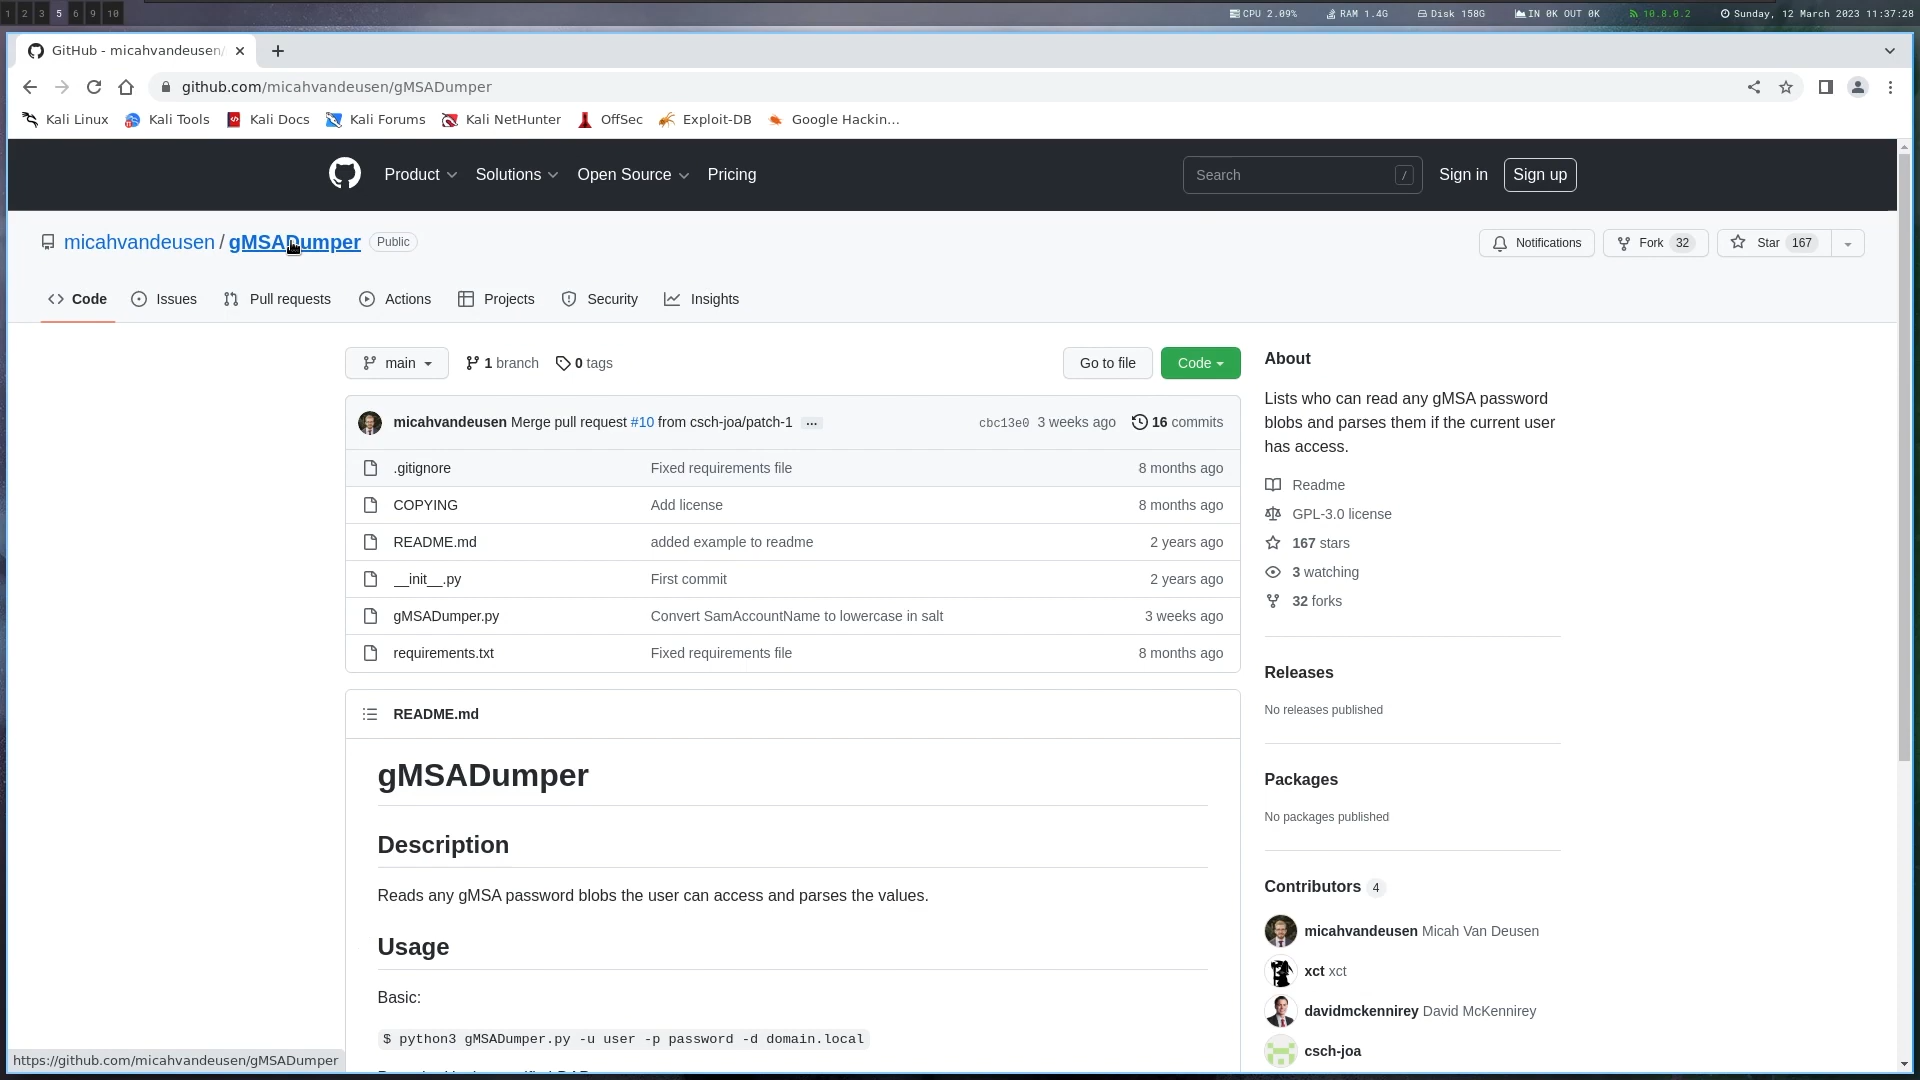 1 2 3 5 6 9 10
CPU 2.09% RAM 1.4G Disk 158G IN 0K OUT 0K 10.8.0.2 Sunday, 12 March 2023 11:37:28
GitHub - micahvandeusen/
github.com/micahvandeusen/gMSADumper
Kali Linux Kali Tools Kali Docs Kali Forums Kali NetHunter OffSec Exploit-DB Google Hackin…
Product Solutions Open Source Pricing Search / Sign in Sign up
micahvandeusen / gMSADumper Public Notifications Fork 32 Star 167
Code Issues Pull requests Actions Projects Security Insights
main 1 branch 0 tags Go to file Code
micahvandeusen Merge pull request #10 from csch-joa/patch-1 … cbc13e0 3 weeks ago 16 commits
.gitignore Fixed requirements file 8 months ago
COPYING Add license 8 months ago
README.md added example to readme 2 years ago
__init__.py First commit 2 years ago
gMSADumper.py Convert SamAccountName to lowercase in salt 3 weeks ago
requirements.txt Fixed requirements file 8 months ago
README.md
gMSADumper
Description
Reads any gMSA password blobs the user can access and parses the values.
Usage
Basic:
$ python3 gMSADumper.py -u user -p password -d domain.local
About
Lists who can read any gMSA password
blobs and parses them if the current user
has access.
Readme
GPL-3.0 license
167 stars
3 watching
32 forks
Releases
No releases published
Packages
No packages published
Contributors 4
micahvandeusen Micah Van Deusen
xct xct
davidmckennirey David McKennirey
csch-joa
https://github.com/micahvandeusen/gMSADumper